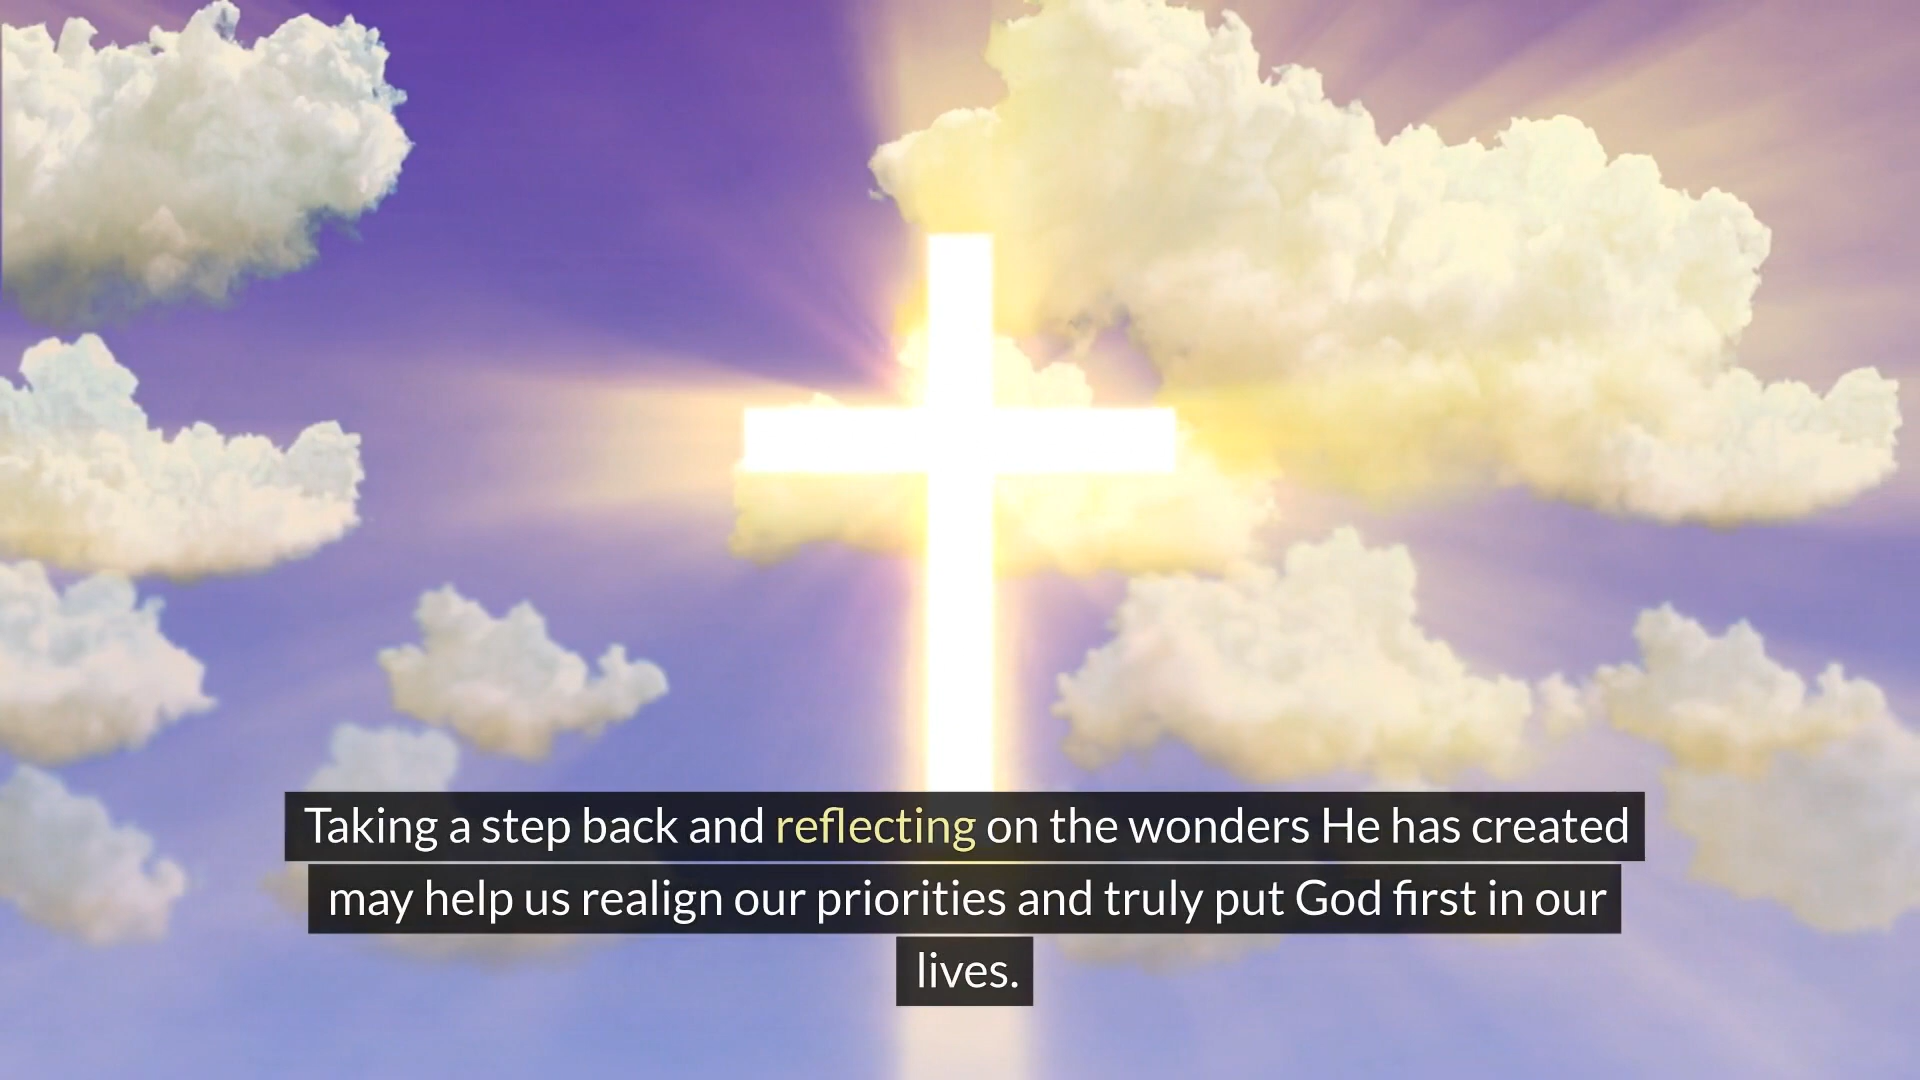 Taking a step back and reflecting on the wonders He has created
may help us realign our priorities and truly put God first in our
lives.